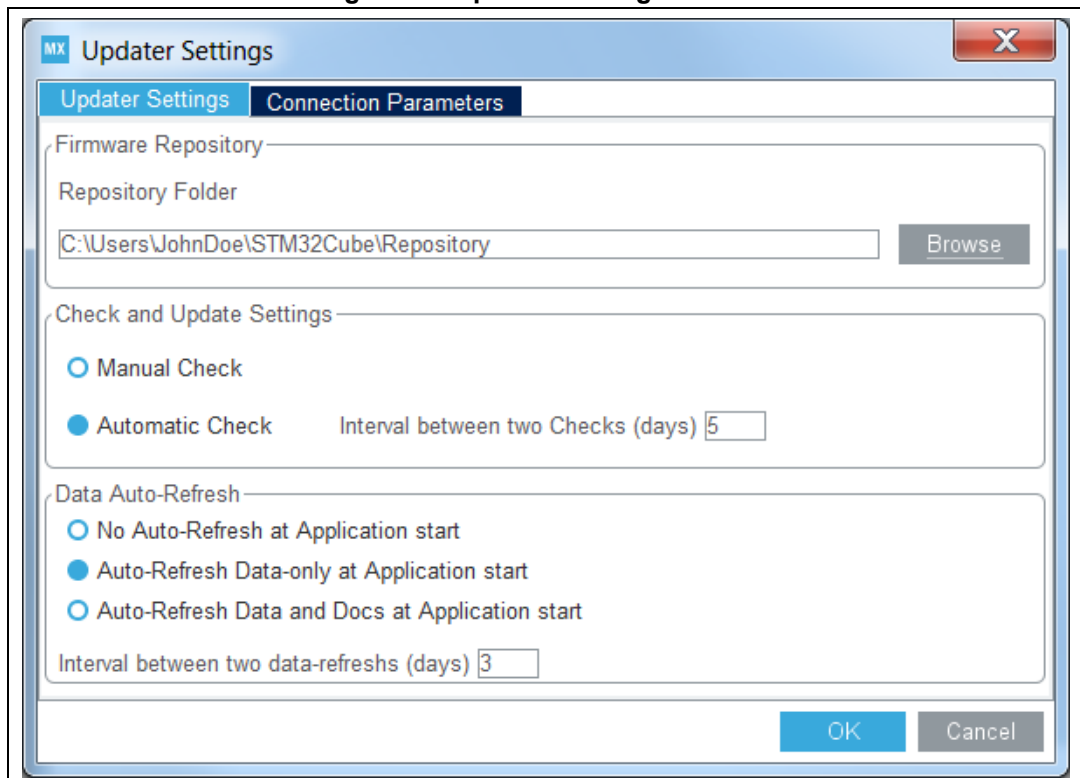 MX Updater Settings X
Updater Settings Connection Parameters
Firmware Repository
Repository Folder
C:\Users\JohnDoe\STM32Cube\Repository Browse
Check and Update Settings
Manual Check
Automatic Check Interval between two Checks (days) 5
Data Auto-Refresh
No Auto-Refresh at Application start
Auto-Refresh Data-only at Application start
Auto-Refresh Data and Docs at Application start
Interval between two data-refreshs (days) 3
OK Cancel